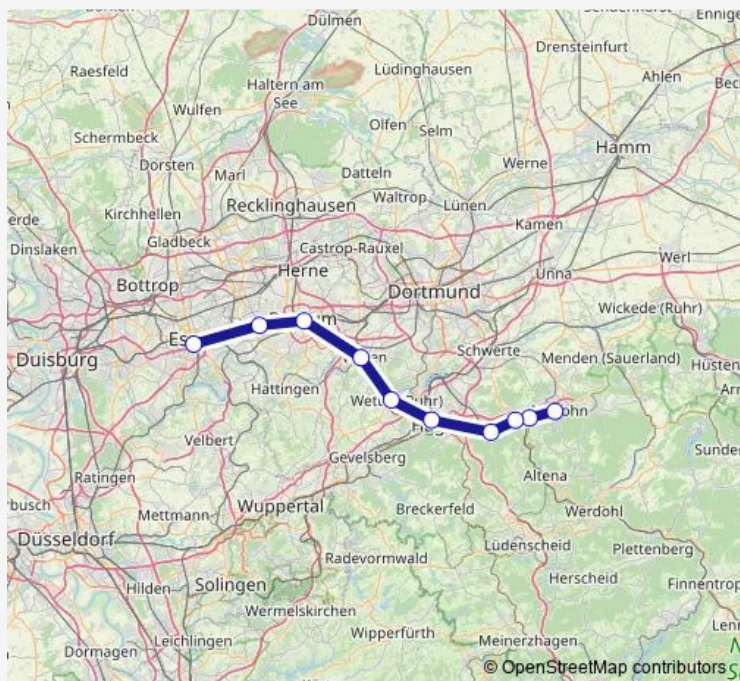 Dülmen
Drensteinfurt
Raesfeld
Lüdinghausen
Ahlen
Haltern am
See
Wulfen
Olfen
Selm
Schermbeck
Hamm
Dorsten
Marl
Datteln
Werne
Waltrop
Kirchhellen
Recklinghausen
Lünen
Kamen
Dinslaken
Gladbeck
Castrop-Rauxel
Werl
Herne
Unna
Bottrop
Dortmund
Wickede (Ruhr)
Duisburg
Schwerte
Menden (Sauerland)
Hattingen
Velbert
Gevelsberg
Altena
Ratingen
Wuppertal
Breckerfeld
Werdohl
Mettmann
Düsseldorf
Lüdenscheid
Plettenberg
Radevormwald
Hilden
Solingen
Herscheid
Wermelskirchen
Wipperfürth
Leichlingen
Meinerzhagen
Dormagen
© OpenStreetMap contributors